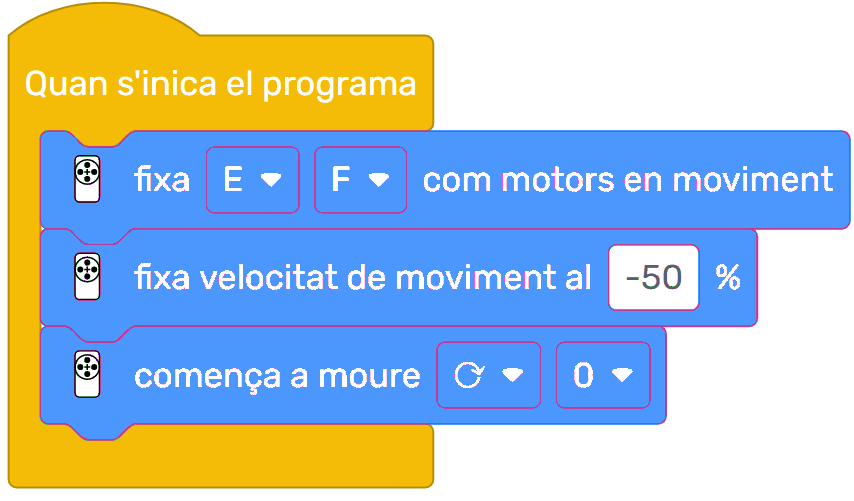 Quan s'inica el programa
fixa E F com motors en moviment
fixa velocitat de moviment al -50 %
comença a moure 0